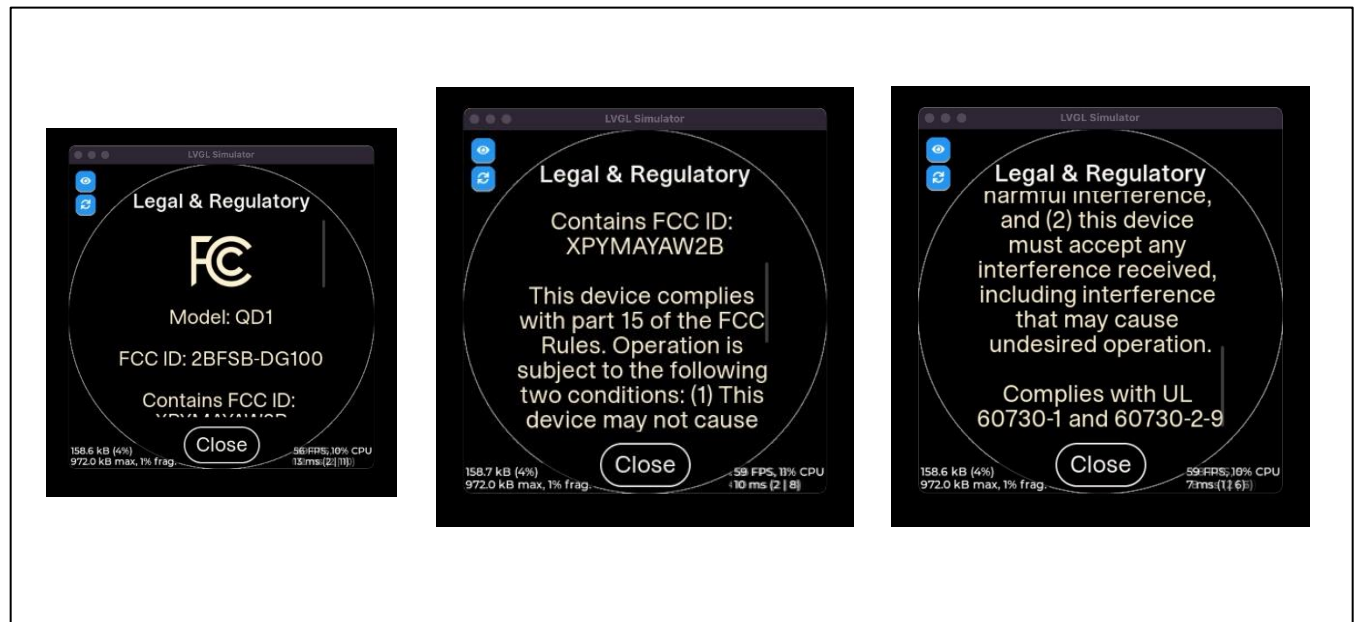 LVGL Simulator
Legal & Regulatory
FC
Model: QD1
FCC ID: 2BFSB-DG100
Contains FCC ID:
Close
158.6 kB (4%)
972.0 kB max, 1% frag.
10% CPU
LVGL Simulator
Legal & Regulatory
Contains FCC ID:
XPYMAYAW2B
This device complies
with part 15 of the FCC
Rules. Operation is
subject to the following
two conditions: (1) This
device may not cause
Close
158.7 kB (4%)
972.0 kB max, 1% frag.
59 FPS, 11% CPU
10 ms (2 | 8)
LVGL Simulator
Legal & Regulatory
harmful interference,
and (2) this device
must accept any
interference received,
including interference
that may cause
undesired operation.
Complies with UL
60730-1 and 60730-2-9
Close
158.6 kB (4%)
972.0 kB max, 1% frag.
59 FPS, 10% CPU